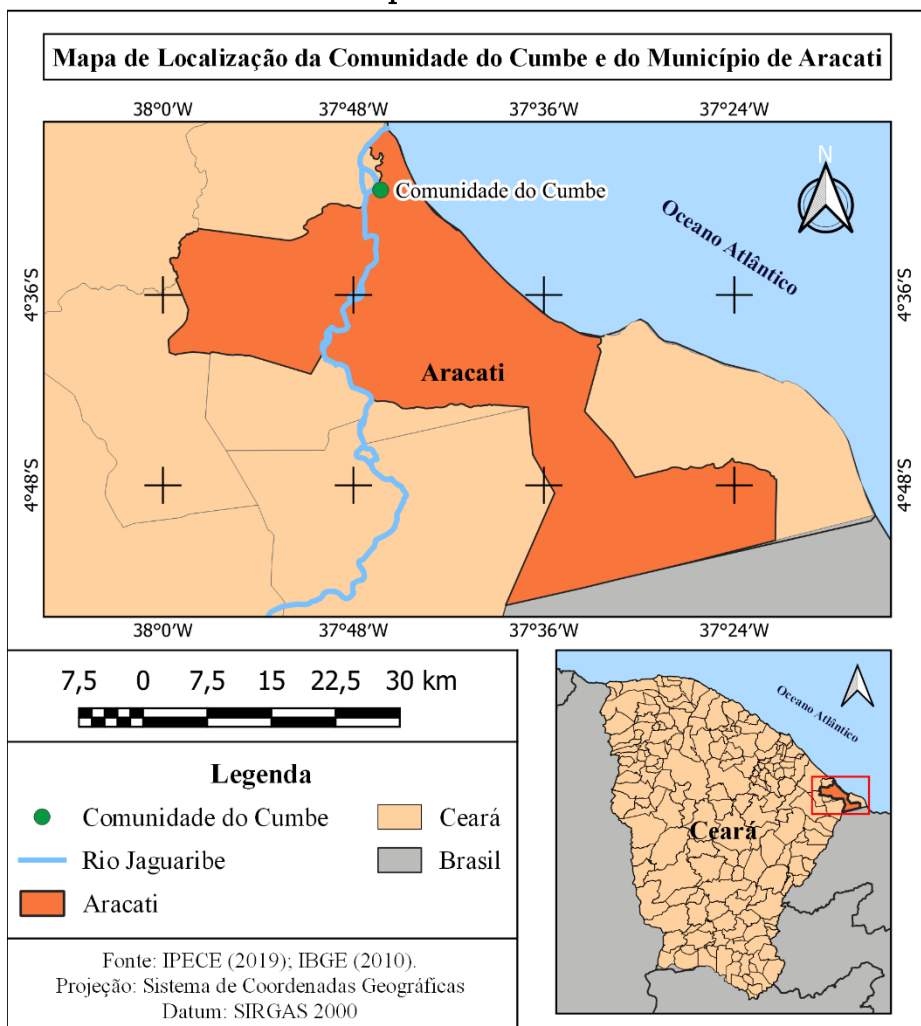 Mapa de Localização da Comunidade do Cumbe e do Município de Aracati
38°0′W 37°48′W 37°36′W 37°24′W
N
Comunidade do Cumbe
Oceano Atlântico
4°36′S 4°36′S
Aracati
4°48′S 4°48′S
38°0′W 37°48′W 37°36′W 37°24′W
7,5 0 7,5 15 22,5 30 km
Legenda
Comunidade do Cumbe
Ceará
Rio Jaguaribe
Brasil
Aracati
Fonte: IPECE (2019); IBGE (2010).
Projeção: Sistema de Coordenadas Geográficas
Datum: SIRGAS 2000
Oceano Atlântico
Ceará